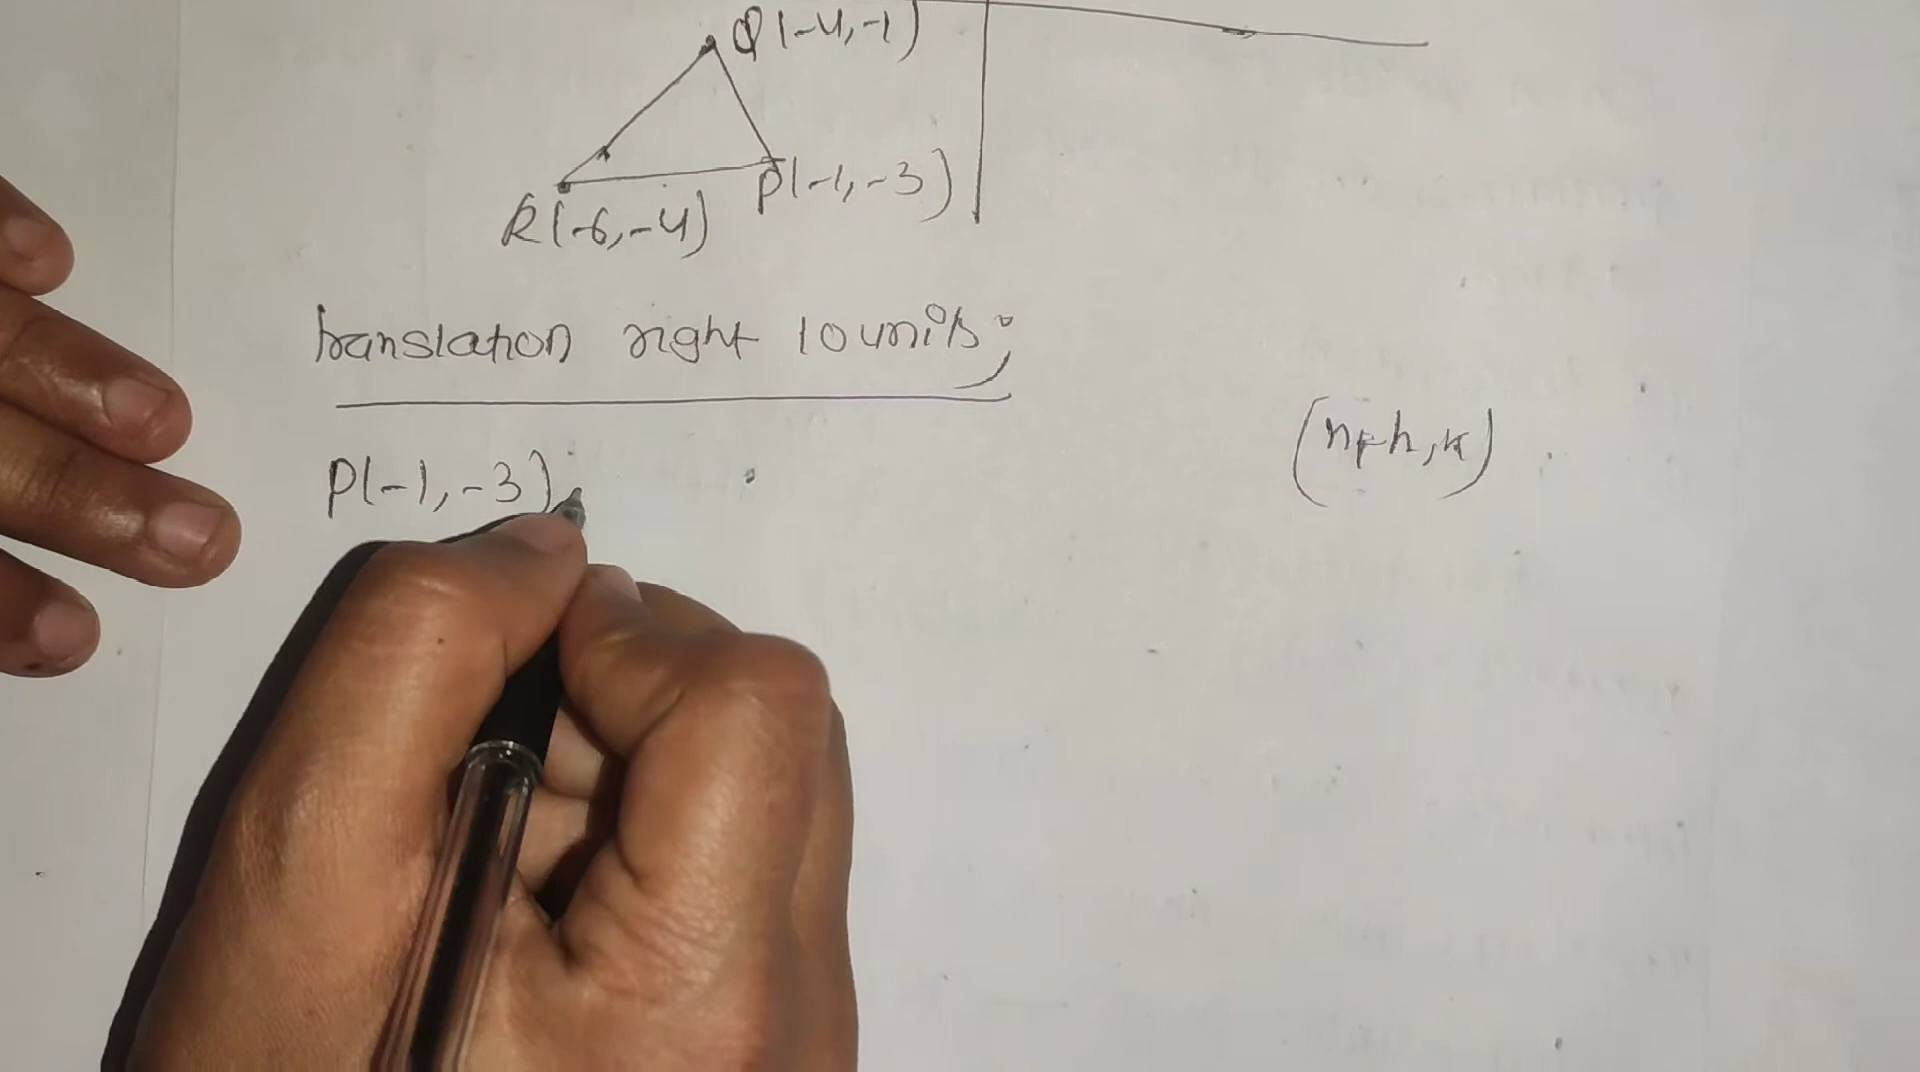 Q(-4,-1)
P(-1,-3)
R(-6,-4)
translation right 10 units:
P(-1,-3)
(n+h,k)